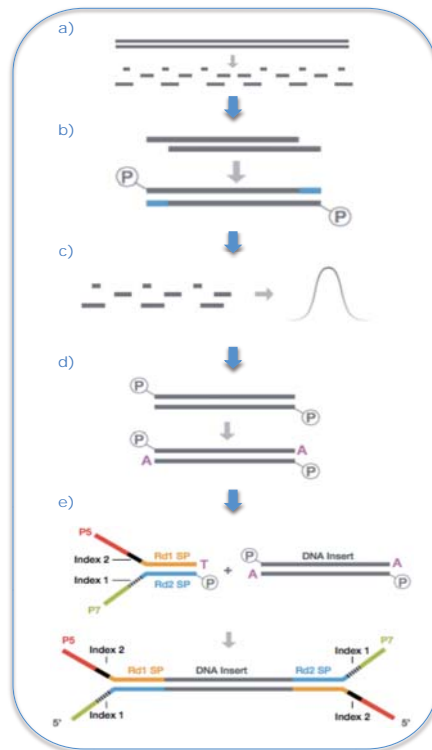 a)
b)
P
P
c)
d)
P
P
P
A
A
P
e)
P5
Rd1 SP
T
Index 2
Index 1
Rd2 SP
P
P7
+
P
DNA Insert
A
A
P
P5
Index 2
Index 1
P7
Rd1 SP
DNA Insert
Rd2 SP
5'
Index 1
Index 2
5'